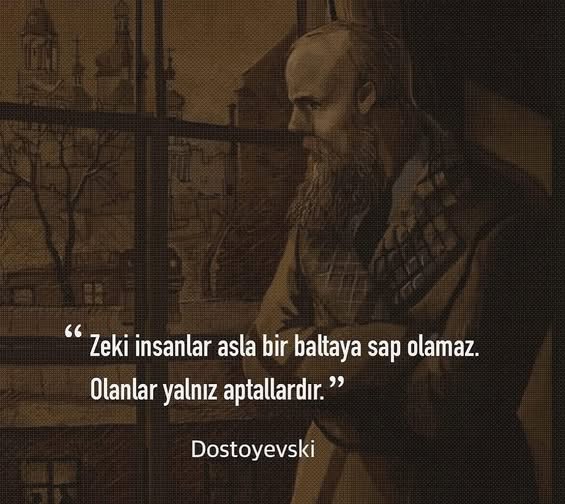 “ Zeki insanlar asla bir baltaya sap olamaz.
Olanlar yalnız aptallardır.”
Dostoyevski